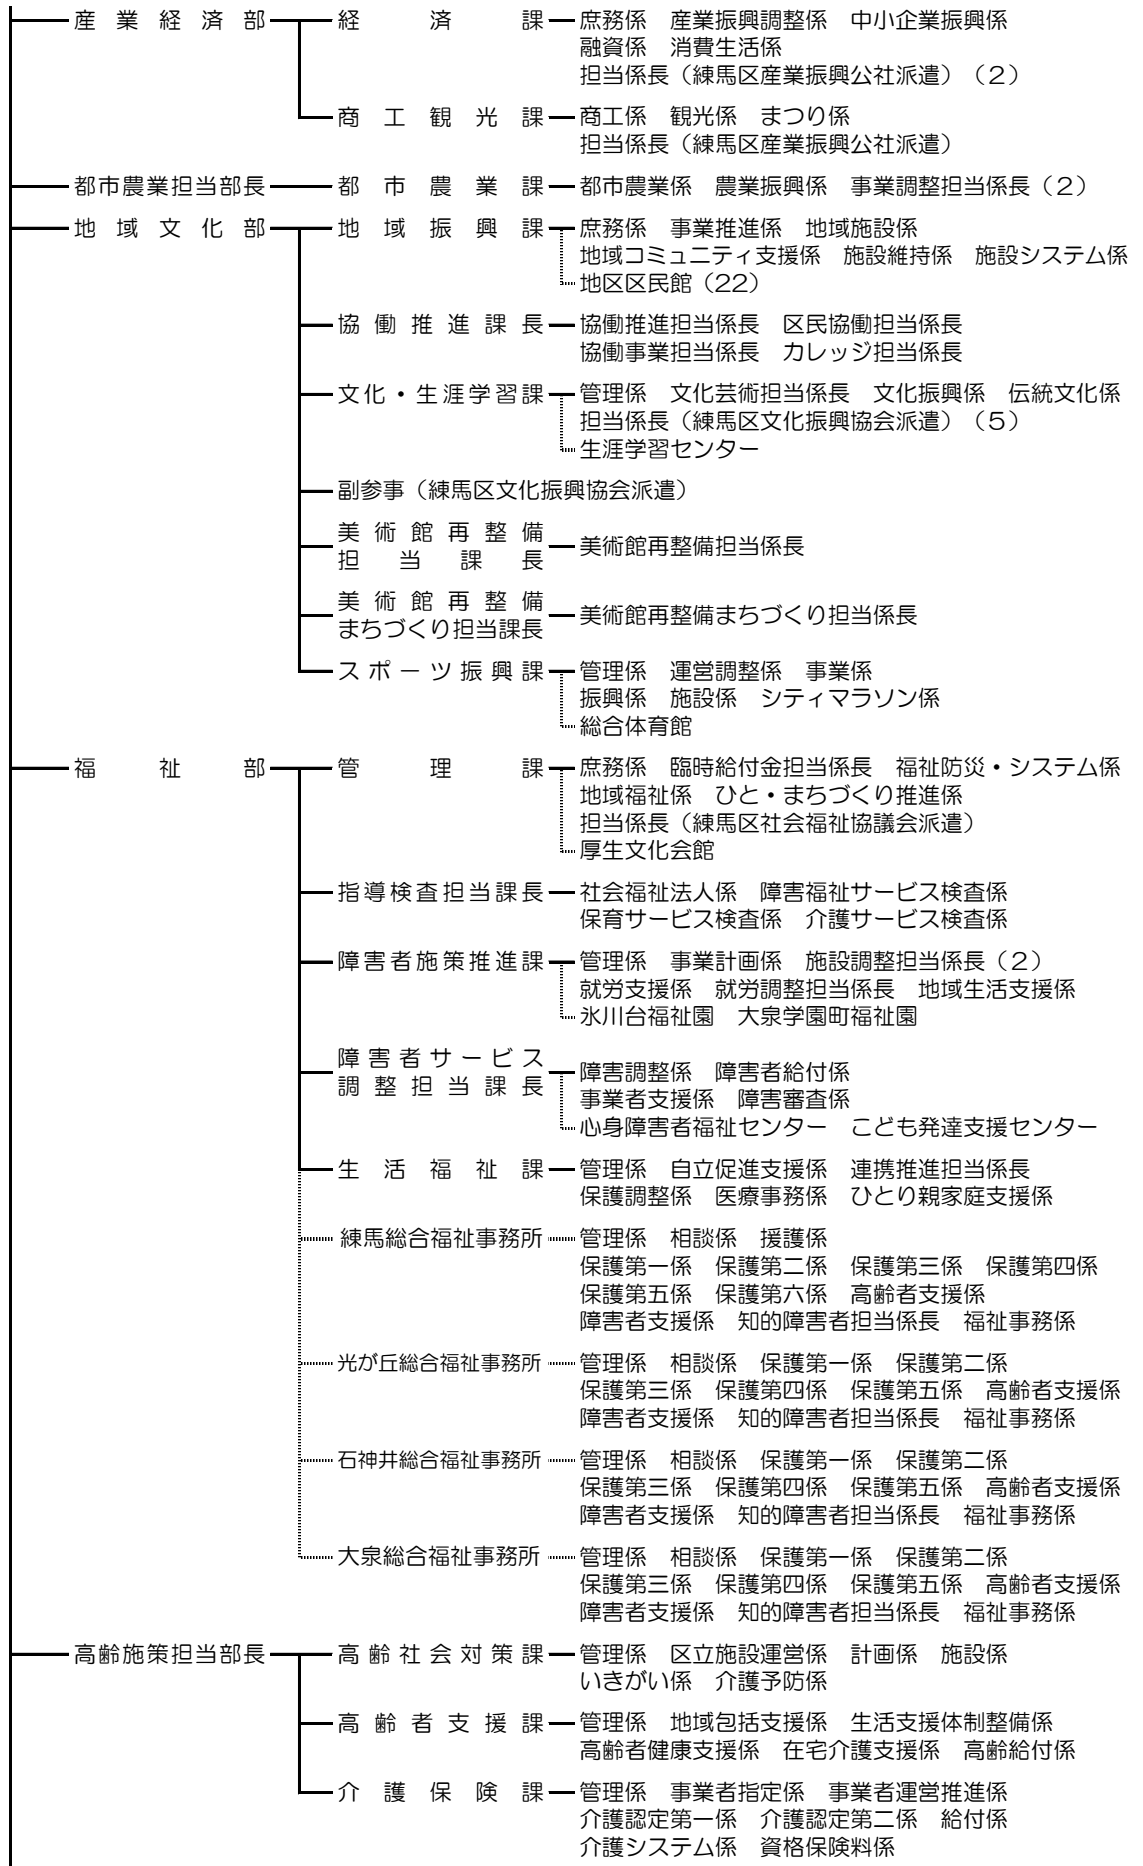 産業経済部 経済課 庶務係 産業振興調整係 中小企業振興係
融資係 消費生活係
担当係長（練馬区産業振興公社派遣）（２）
商工観光課 商工係 観光係 まつり係
担当係長（練馬区産業振興公社派遣）
都市農業担当部長 都市農業課 都市農業係 農業振興係 事業調整担当係長（２）
地域文化部 地域振興課 庶務係 事業推進係 地域施設係
地域コミュニティ支援係 施設維持係 施設システム係
地区区民館（22）
協働推進課長 協働推進担当係長 区民協働担当係長
協働事業担当係長 カレッジ担当係長
文化・生涯学習課 管理係 文化芸術担当係長 文化振興係 伝統文化係
担当係長（練馬区文化振興協会派遣）（５）
生涯学習センター
副参事（練馬区文化振興協会派遣）
美術館再整備
担当課長 美術館再整備担当係長
美術館再整備
まちづくり担当課長 美術館再整備まちづくり担当係長
スポーツ振興課 管理係 運営調整係 事業係
振興係 施設係 シティマラソン係
総合体育館
福祉部 管理課 庶務係 臨時給付金担当係長 福祉防災・システム係
地域福祉係 ひと・まちづくり推進係
担当係長（練馬区社会福祉協議会派遣）
厚生文化会館
指導検査担当課長 社会福祉法人係 障害福祉サービス検査係
保育サービス検査係 介護サービス検査係
障害者施策推進課 管理係 事業計画係 施設調整担当係長（２）
就労支援係 就労調整担当係長 地域生活支援係
氷川台福祉園 大泉学園町福祉園
障害者サービス
調整担当課長 障害調整係 障害者給付係
事業者支援係 障害審査係
心身障害者福祉センター こども発達支援センター
生活福祉課 管理係 自立促進支援係 連携推進担当係長
保護調整係 医療事務係 ひとり親家庭支援係
練馬総合福祉事務所 管理係 相談係 援護係
保護第一係 保護第二係 保護第三係 保護第四係
保護第五係 保護第六係 高齢者支援係
障害者支援係 知的障害者担当係長 福祉事務係
光が丘総合福祉事務所 管理係 相談係 保護第一係 保護第二係
保護第三係 保護第四係 保護第五係 高齢者支援係
障害者支援係 知的障害者担当係長 福祉事務係
石神井総合福祉事務所 管理係 相談係 保護第一係 保護第二係
保護第三係 保護第四係 保護第五係 高齢者支援係
障害者支援係 知的障害者担当係長 福祉事務係
大泉総合福祉事務所 管理係 相談係 保護第一係 保護第二係
保護第三係 保護第四係 保護第五係 高齢者支援係
障害者支援係 知的障害者担当係長 福祉事務係
高齢施策担当部長 高齢社会対策課 管理係 区立施設運営係 計画係 施設係
いきがい係 介護予防係
高齢者支援課 管理係 地域包括支援係 生活支援体制整備係
高齢者健康支援係 在宅介護支援係 高齢給付係
介護保険課 管理係 事業者指定係 事業者運営推進係
介護認定第一係 介護認定第二係 給付係
介護システム係 資格保険料係